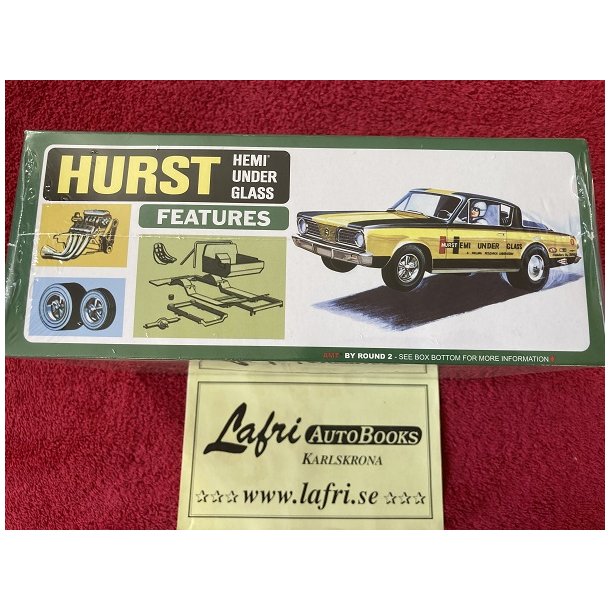 HURST
HEMI'
UNDER
GLASS
FEATURES
HURST HEMI UNDER GLASS
AMT BY ROUND 2 - SEE BOX BOTTOM FOR MORE INFORMATION
Lafri AUTOBOOKS
KARLSKRONA
☆☆☆ www.lafri.se ☆☆☆